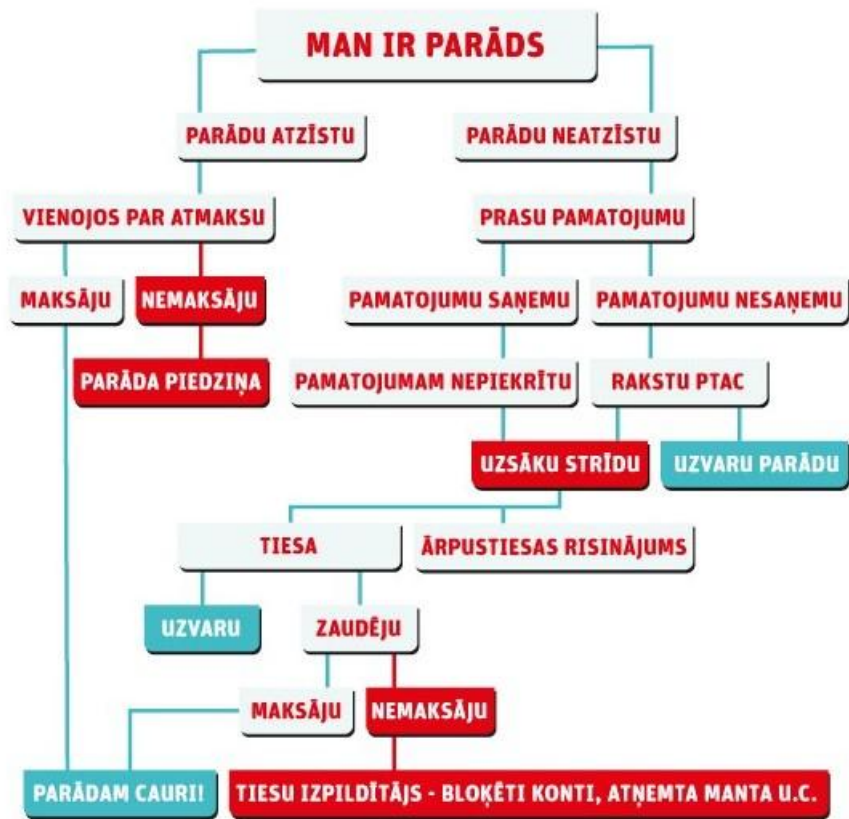 MAN IR PARĀDS
PARĀDU ATZĪSTU
PARĀDU NEATZĪSTU
VIENOJOS PAR ATMAKSU
PRASU PAMATOJUMU
MAKSĀJU
NEMAKSĀJU
PAMATOJUMU SAŅEMU
PAMATOJUMU NESAŅEMU
PARĀDA PIEDZIŅA
PAMATOJUMAM NEPIEKRĪTU
RAKSTU PTAC
UZSĀKU STRĪDU
UZVARU PARĀDU
TIESA
ĀRPUSTIESAS RISINĀJUMS
UZVARU
ZAUDĒJU
MAKSĀJU
NEMAKSĀJU
PARĀDAM CAURI!
TIESU IZPILDĪTĀJS - BLOĶĒTI KONTI, ATŅEMTA MANTA U.C.